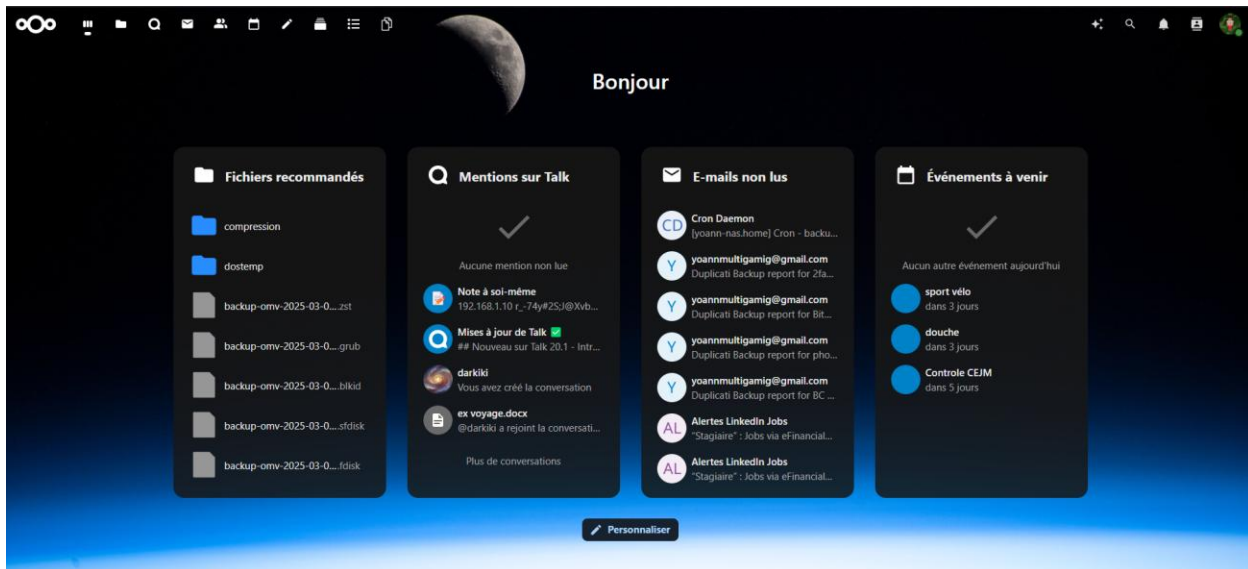 Bonjour
Fichiers recommandés
compression
dostemp
backup-omv-2025-03-0....zst
backup-omv-2025-03-0....grub
backup-omv-2025-03-0....blkid
backup-omv-2025-03-0....sfdisk
backup-omv-2025-03-0....fdisk
Mentions sur Talk
Aucune mention non lue
Note à soi-même
192.168.1.10 r_-74y#2S;J@Xvb...
Mises à jour de Talk ✅
## Nouveau sur Talk 20.1 - Intr...
darkiki
Vous avez créé la conversation
ex voyage.docx
@darkiki a rejoint la conversati...
Plus de conversations
E-mails non lus
CD
Cron Daemon
[yoann-nas.home] Cron - backu...
Y
yoannmultigamig@gmail.com
Duplicati Backup report for 2fa...
Y
yoannmultigamig@gmail.com
Duplicati Backup report for Bit...
Y
yoannmultigamig@gmail.com
Duplicati Backup report for pho...
Y
yoannmultigamig@gmail.com
Duplicati Backup report for BC ...
AL
Alertes LinkedIn Jobs
"Stagiaire" : Jobs via eFinancial...
AL
Alertes LinkedIn Jobs
"Stagiaire" : Jobs via eFinancial...
Événements à venir
Aucun autre événement aujourd'hui
sport vélo
dans 3 jours
douche
dans 3 jours
Controle CEJM
dans 5 jours
Personnaliser